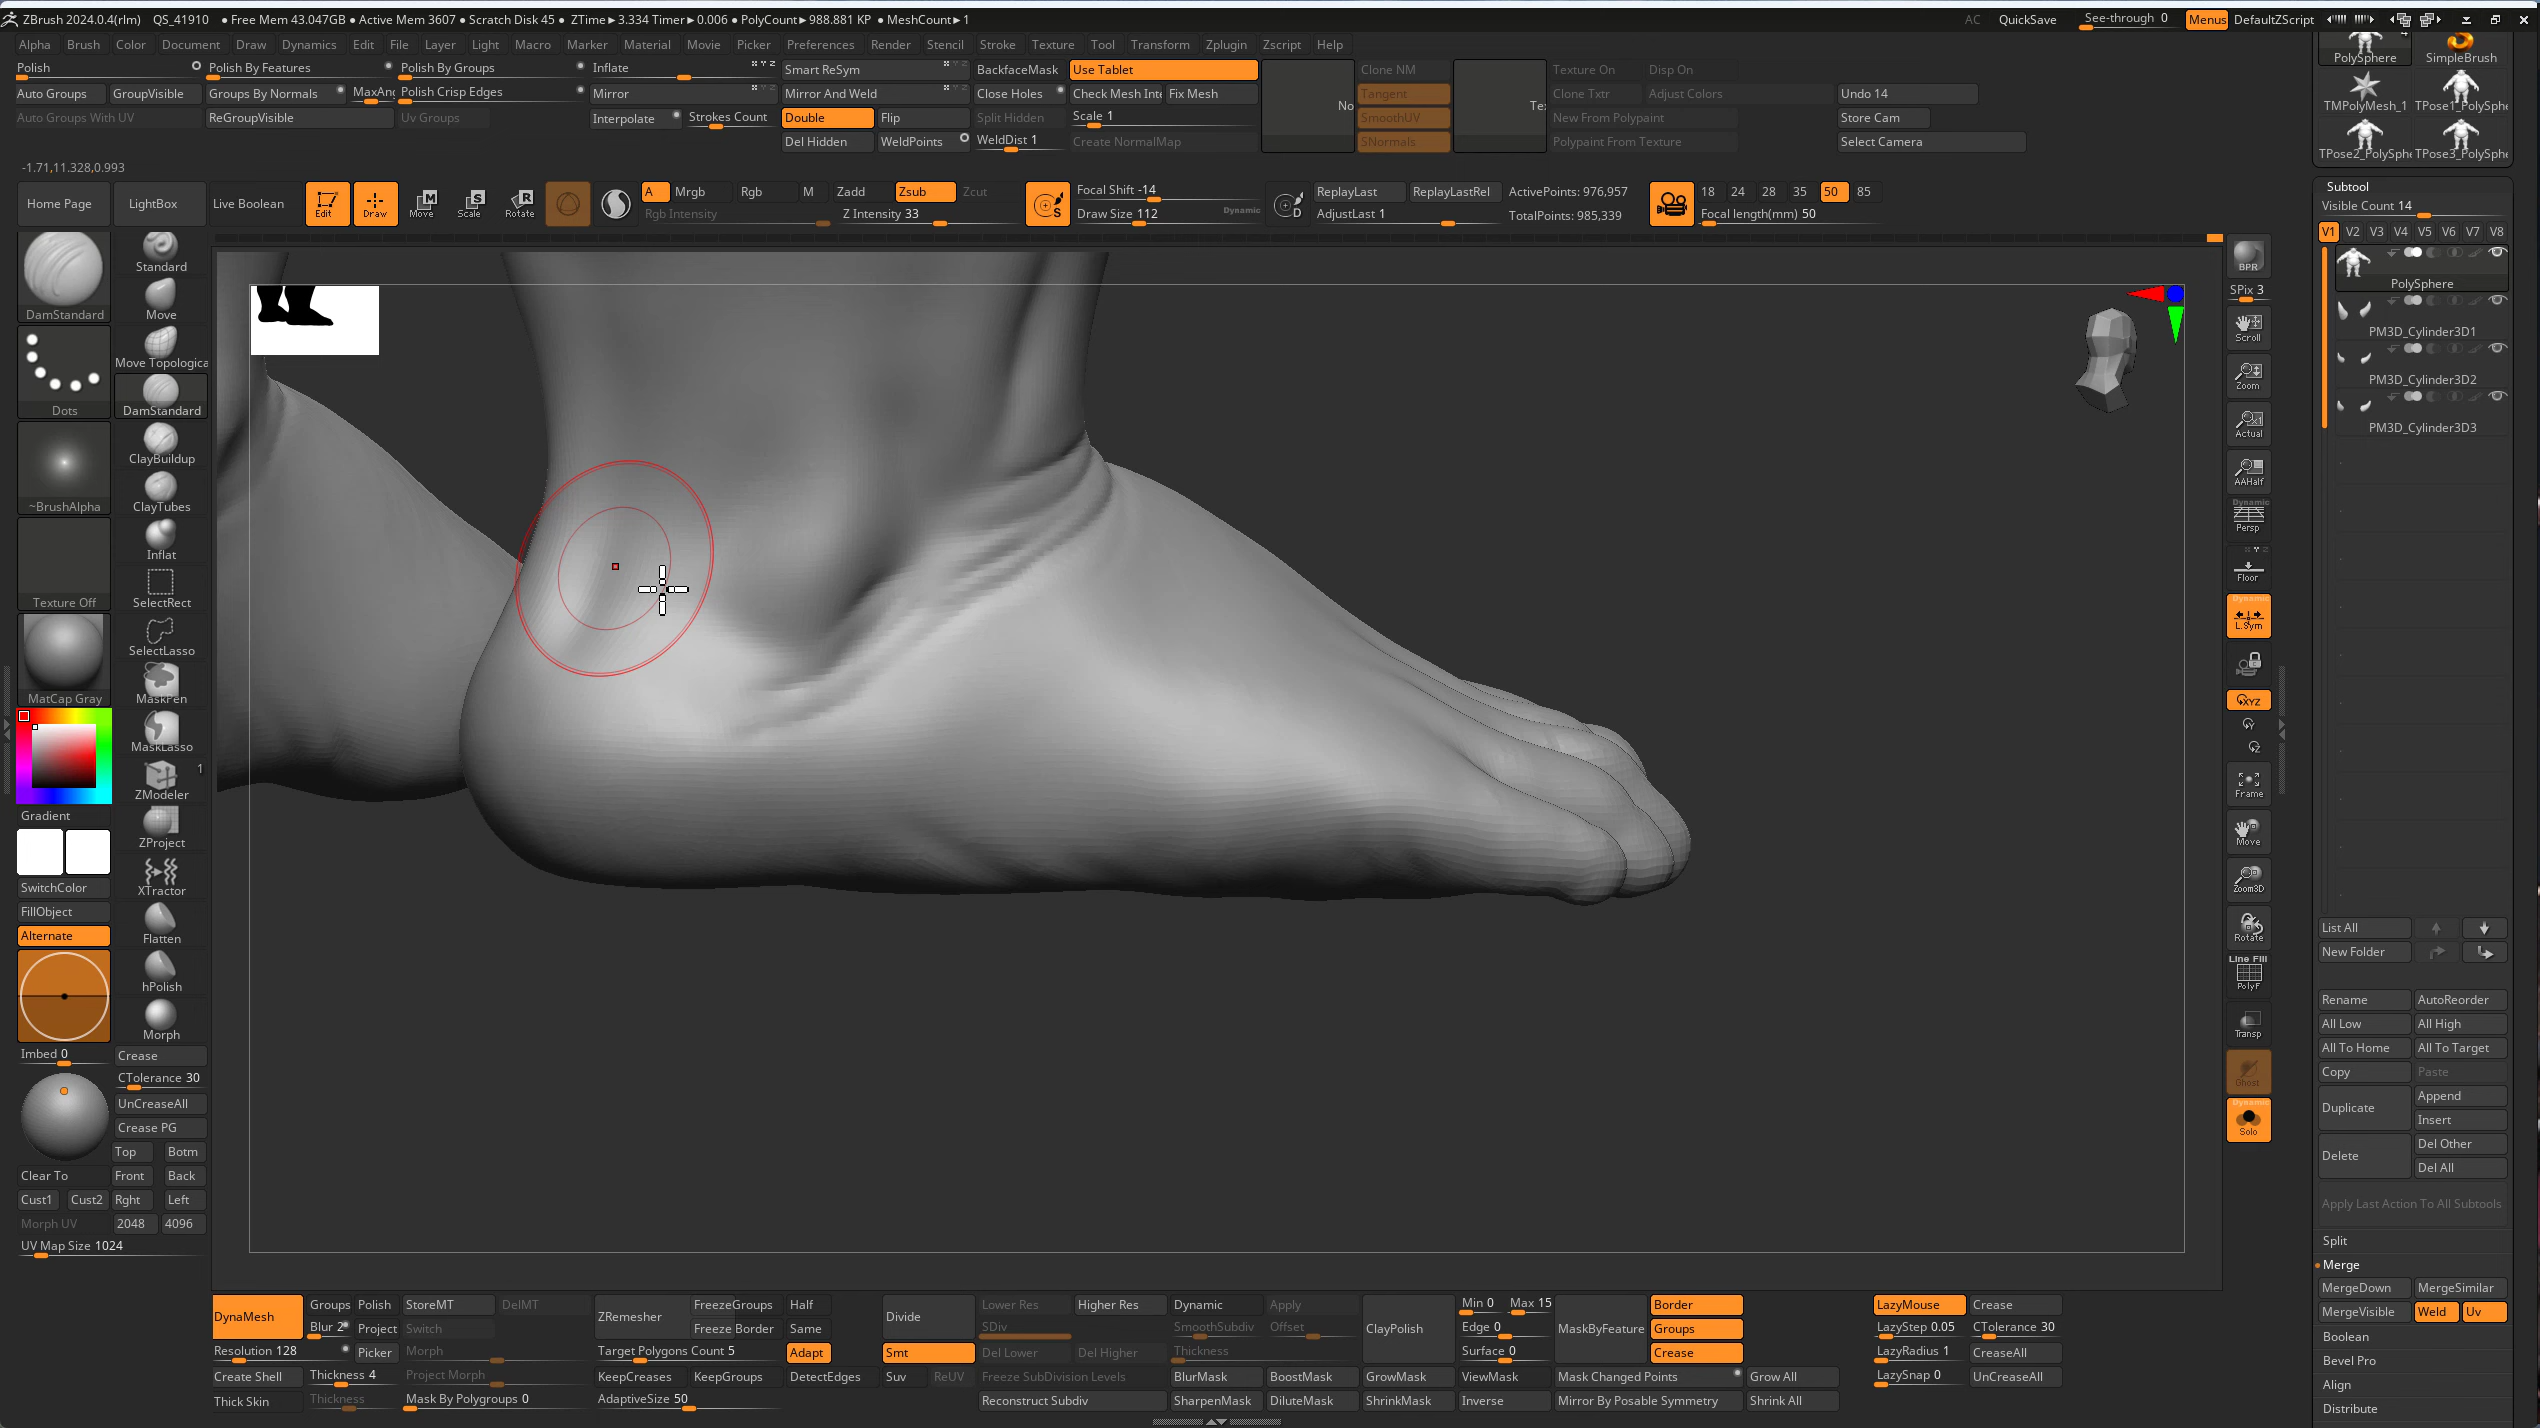 ZBrush 2024.0.4(rlm) QS_41910 ● Free Mem 43.047GB ● Active Mem 3607 ● Scratch Disk 45 ● ZTime►3.334 Timer►0.006 ● PolyCount►988.881 KP ● MeshCount►1 AC QuickSave See-through 0 Menus DefaultZScript
Alpha Brush Color Document Draw Dynamics Edit File Layer Light Macro Marker Material Movie Picker Preferences Render Stencil Stroke Texture Tool Transform Zplugin Zscript Help
Polish Polish By Features Polish By Groups Inflate Smart ReSym BackfaceMask Use Tablet Clone NM Texture On Disp On
Auto Groups GroupVisible Groups By Normals MaxAn Polish Crisp Edges Mirror Mirror And Weld Close Holes Check Mesh Int Fix Mesh No Tangent Tex Clone Txtr Adjust Colors Undo 14
Auto Groups With UV ReGroupVisible Uv Groups Interpolate Strokes Count Double Flip Split Hidden Scale 1 SmoothUV New From Polypaint Store Cam
Del Hidden WeldPoints WeldDist 1 Create NormalMap SNormals Polypaint From Texture Select Camera
-1.71,11.328,0.993
Home Page LightBox Live Boolean Edit Draw Move Scale Rotate A Mrgb Rgb M Zadd Zsub Zcut Focal Shift -14 ReplayLast ReplayLastRel ActivePoints: 976,957 18 24 28 35 50 85
Rgb Intensity Z Intensity 33 Draw Size 112 Dynamic AdjustLast 1 TotalPoints: 985,339 Focal length(mm) 50
PolySphere SimpleBrush
TMPolyMesh_1 TPose1_PolySphe
TPose2_PolySphe TPose3_PolySphe
Subtool
Visible Count 14
V1 V2 V3 V4 V5 V6 V7 V8
PolySphere
PM3D_Cylinder3D1
PM3D_Cylinder3D2
PM3D_Cylinder3D3
DamStandard
Dots
~BrushAlpha
Texture Off
MatCap Gray
Gradient
SwitchColor
FillObject
Alternate
Standard
Move
Move Topologica
DamStandard
ClayBuildup
ClayTubes
Inflat
SelectRect
SelectLasso
MaskPen
MaskLasso
1
ZModeler
ZProject
XTractor
Flatten
hPolish
Morph
Imbed 0 Crease
CTolerance 30
UnCreaseAll
Crease PG
Top Botm
Clear To Front Back
Cust1 Cust2 Rght Left
Morph UV 2048 4096
UV Map Size 1024
BPR
SPix 3
Scroll
Zoom
Actual
AAHalf
Dynamic
Persp
Floor
Dynamic
L.Sym
XYZ
Frame
Move
Zoom3D
Rotate
Line Fill
PolyF
Transp
Ghost
Dynamic
Solo
List All
New Folder
Rename AutoReorder
All Low All High
All To Home All To Target
Copy Paste
Duplicate Append
Insert
Delete Del Other
Del All
Apply Last Action To All Subtools
Split
Merge
MergeDown MergeSimilar
MergeVisible Weld Uv
Boolean
Bevel Pro
Align
Distribute
DynaMesh Groups Polish StoreMT DelMT ZRemesher FreezeGroups Half Divide Lower Res Higher Res Dynamic Apply ClayPolish Min 0 Max 15 MaskByFeature Border LazyMouse Crease
Blur 2 Project Switch Freeze Border Same SDiv SmoothSubdiv Offset Edge 0 Groups LazyStep 0.05 CTolerance 30
Resolution 128 Picker Morph Target Polygons Count 5 Adapt Smt Del Lower Del Higher Thickness Surface 0 Crease LazyRadius 1 CreaseAll
Create Shell Thickness 4 Project Morph KeepCreases KeepGroups DetectEdges Suv ReUV Freeze SubDivision Levels BlurMask BoostMask GrowMask ViewMask Mask Changed Points Grow All LazySnap 0 UnCreaseAll
Thick Skin Thickness Mask By Polygroups 0 AdaptiveSize 50 Reconstruct Subdiv SharpenMask DiluteMask ShrinkMask Inverse Mirror By Posable Symmetry Shrink All